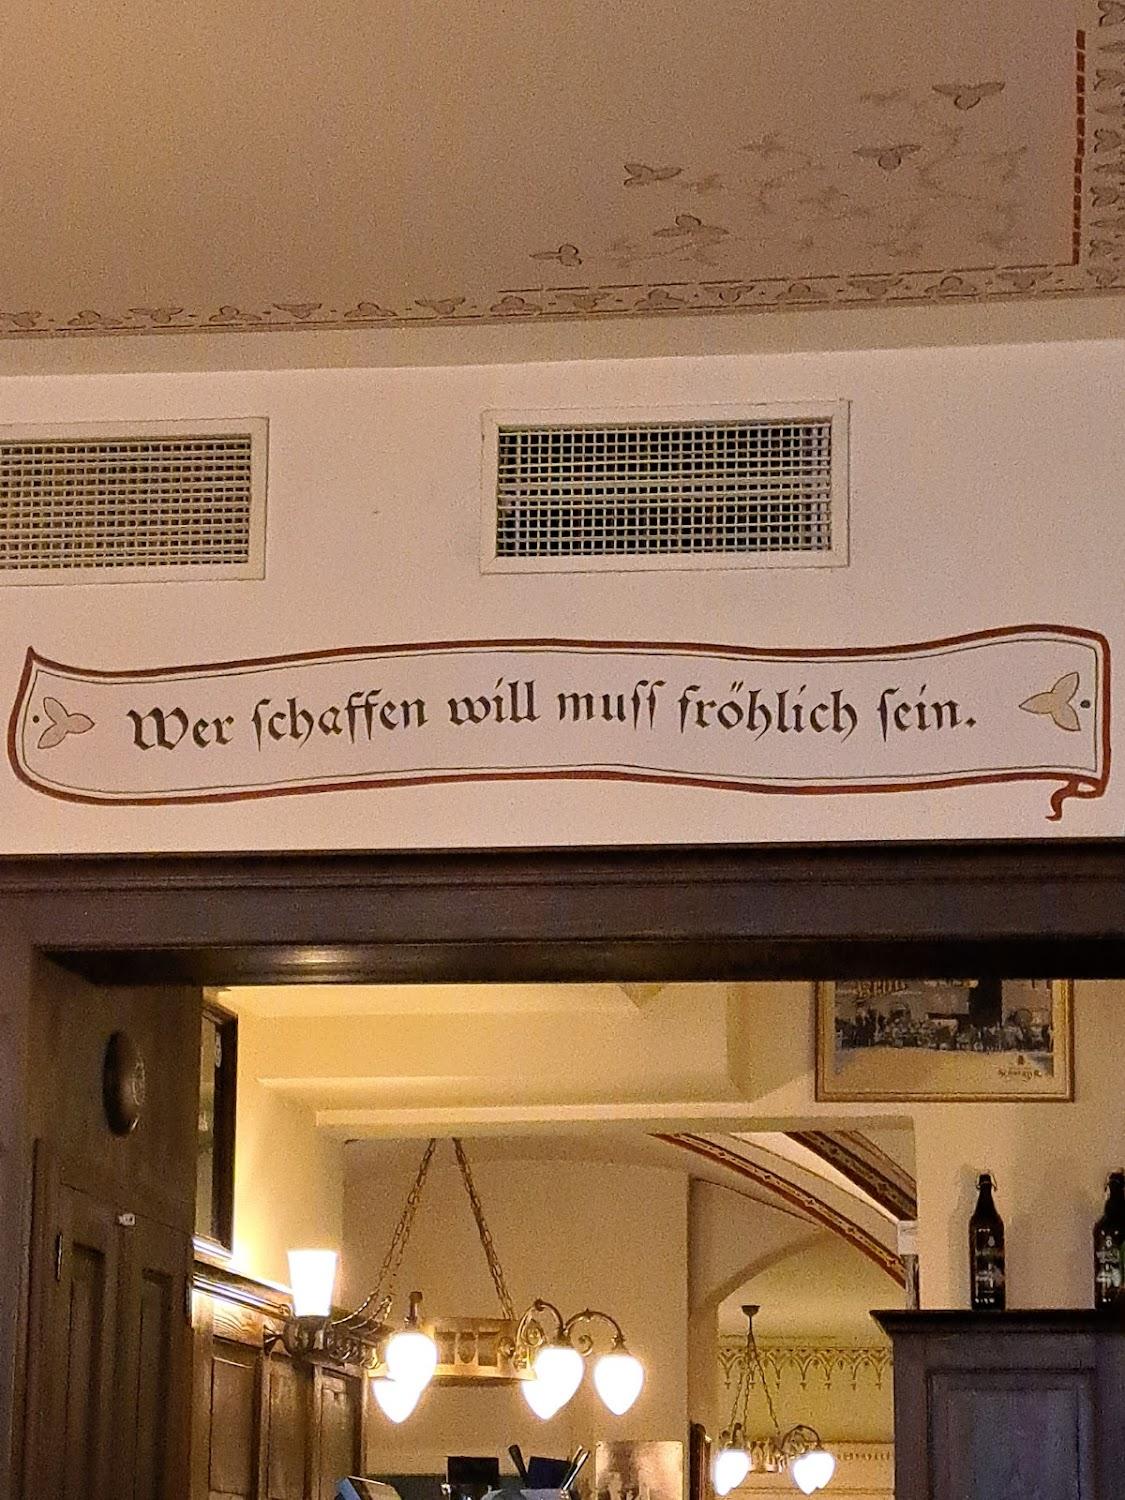 Wer ſchaffen will muſſ fröhlich ſein.